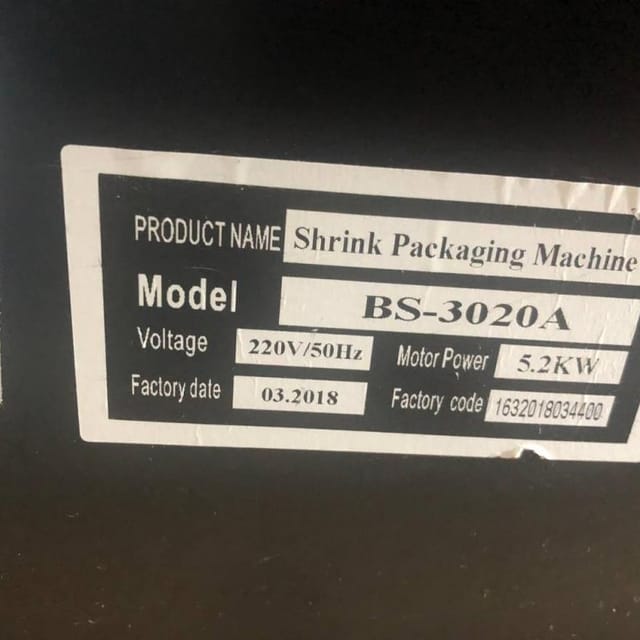 PRODUCT NAME Shrink Packaging Machine
Model BS-3020A
Voltage 220V/50Hz Motor Power 5.2KW
Factory date 03.2018 Factory code 1632018034400